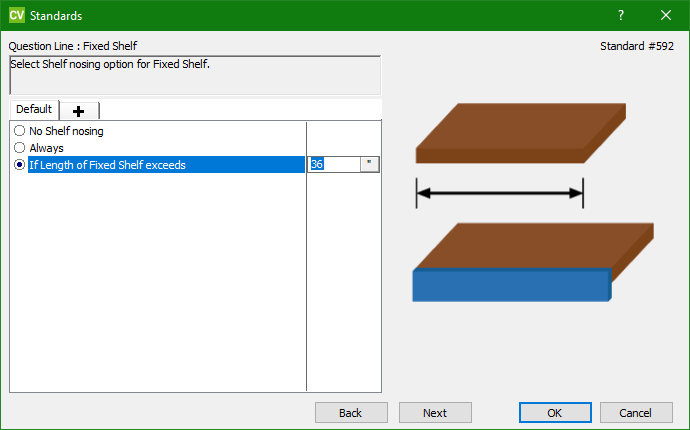 CV Standards
Question Line : Fixed Shelf
Standard #592
Select Shelf nosing option for Fixed Shelf.
Default
No Shelf nosing
Always
If Length of Fixed Shelf exceeds 36 "
Back Next OK Cancel